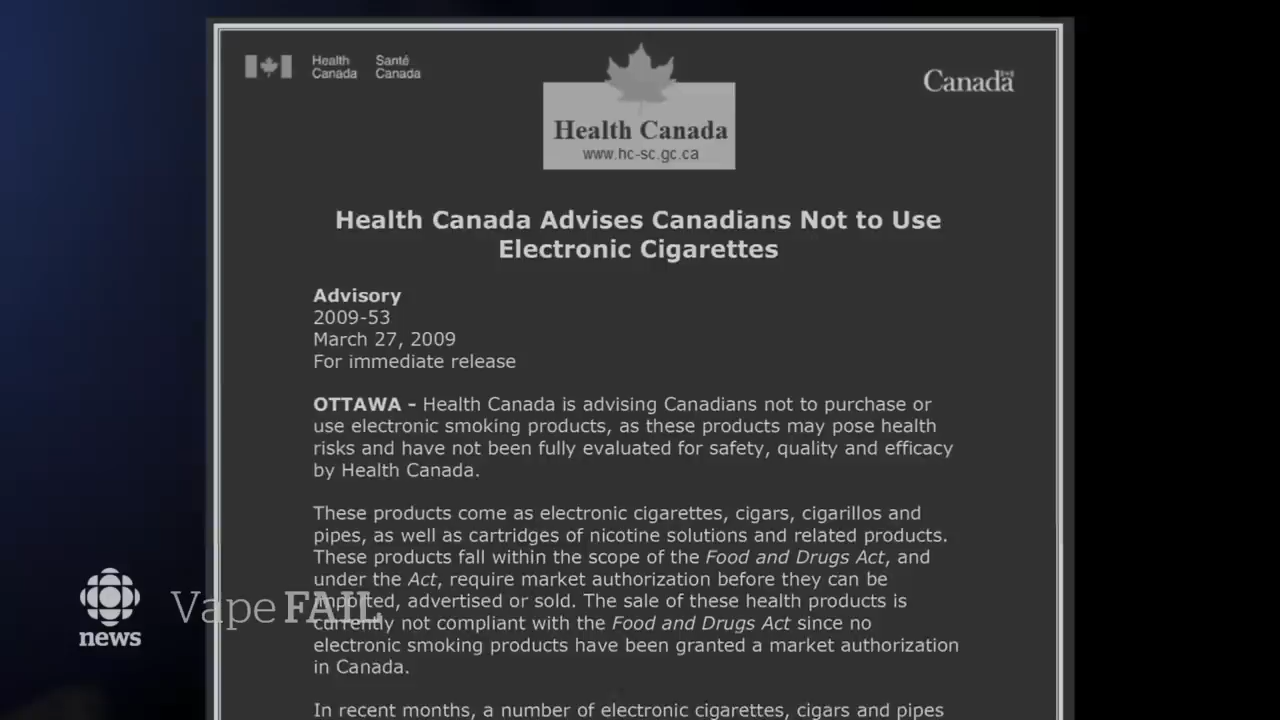 Health Canada
Santé Canada
Canada
Health Canada
www.hc-sc.gc.ca
Health Canada Advises Canadians Not to Use
Electronic Cigarettes
Advisory
2009-53
March 27, 2009
For immediate release
OTTAWA - Health Canada is advising Canadians not to purchase or
use electronic smoking products, as these products may pose health
risks and have not been fully evaluated for safety, quality and efficacy
by Health Canada.
These products come as electronic cigarettes, cigars, cigarillos and
pipes, as well as cartridges of nicotine solutions and related products.
These products fall within the scope of the Food and Drugs Act, and
under the Act, require market authorization before they can be
imported, advertised or sold. The sale of these health products is
currently not compliant with the Food and Drugs Act since no
electronic smoking products have been granted a market authorization
in Canada.
In recent months, a number of electronic cigarettes, cigars and pipes
news
Vape FAIL